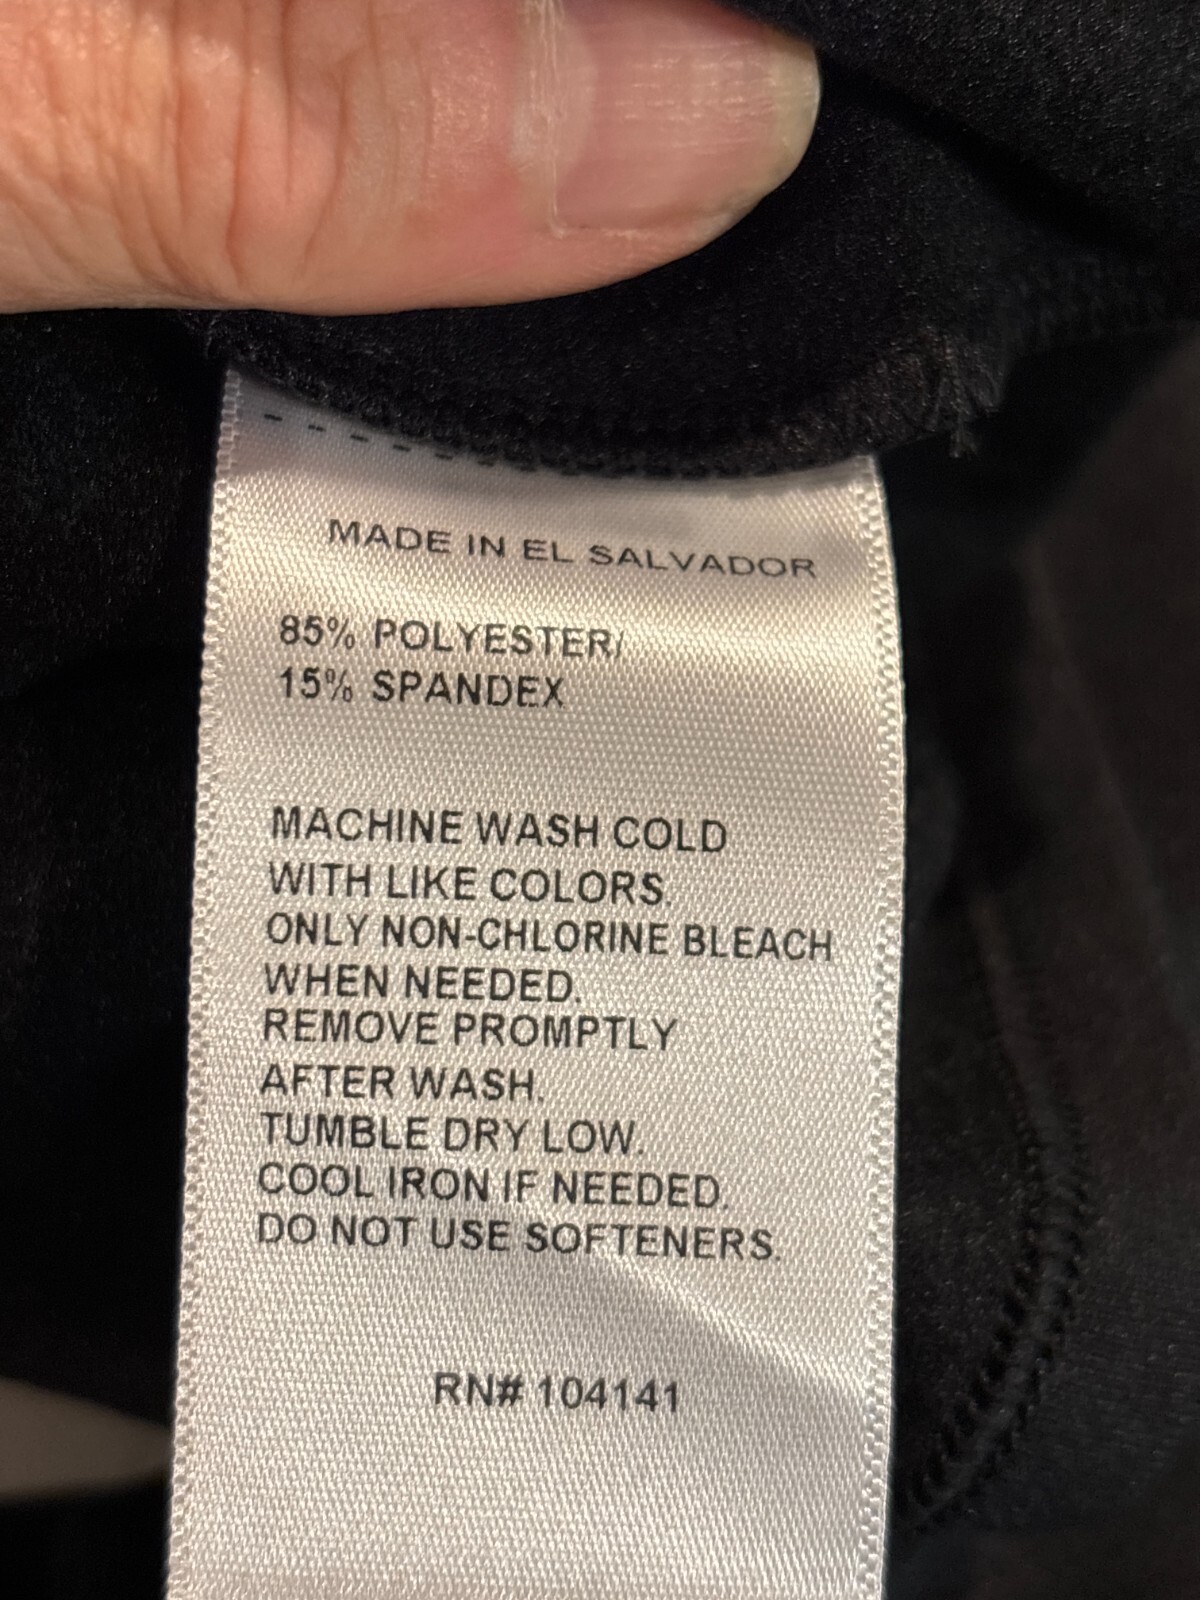 MADE IN EL SALVADOR
85% POLYESTER/
15% SPANDEX
MACHINE WASH COLD
WITH LIKE COLORS.
ONLY NON-CHLORINE BLEACH
WHEN NEEDED.
REMOVE PROMPTLY
AFTER WASH.
TUMBLE DRY LOW.
COOL IRON IF NEEDED.
DO NOT USE SOFTENERS.
RN# 104141